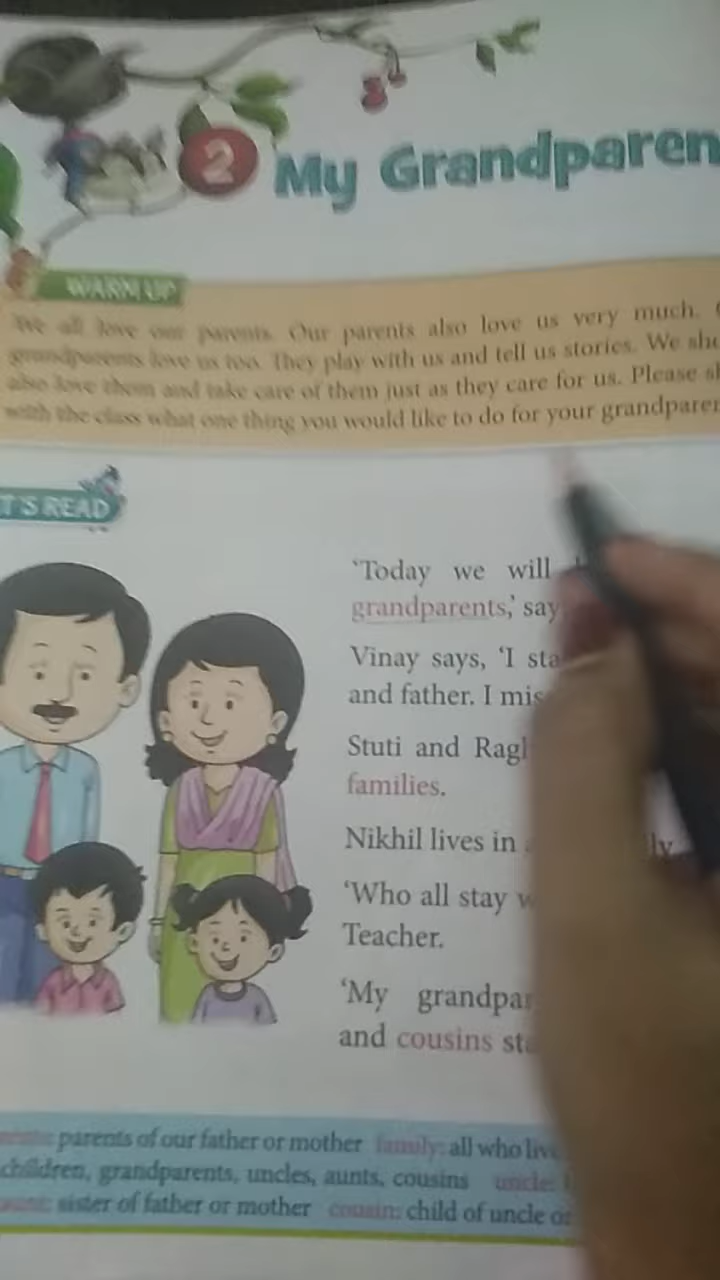 2 My Grandparen
WARM UP
We all love our parents. Our parents also love us very much.
grandparents love us too. They play with us and tell us stories. We sh
also love them and take care of them just as they care for us. Please s
with the class what one thing you would like to do for your grandparen
T'S READ
'Today we will
grandparents,' say
Vinay says, 'I sta
and father. I mis
Stuti and Ragh
families.
Nikhil lives in
'Who all stay w
Teacher.
'My grandpar
and cousins sta
parents of our father or mother family: all who live
children, grandparents, uncles, aunts, cousins uncle:
sister of father or mother cousin: child of uncle o